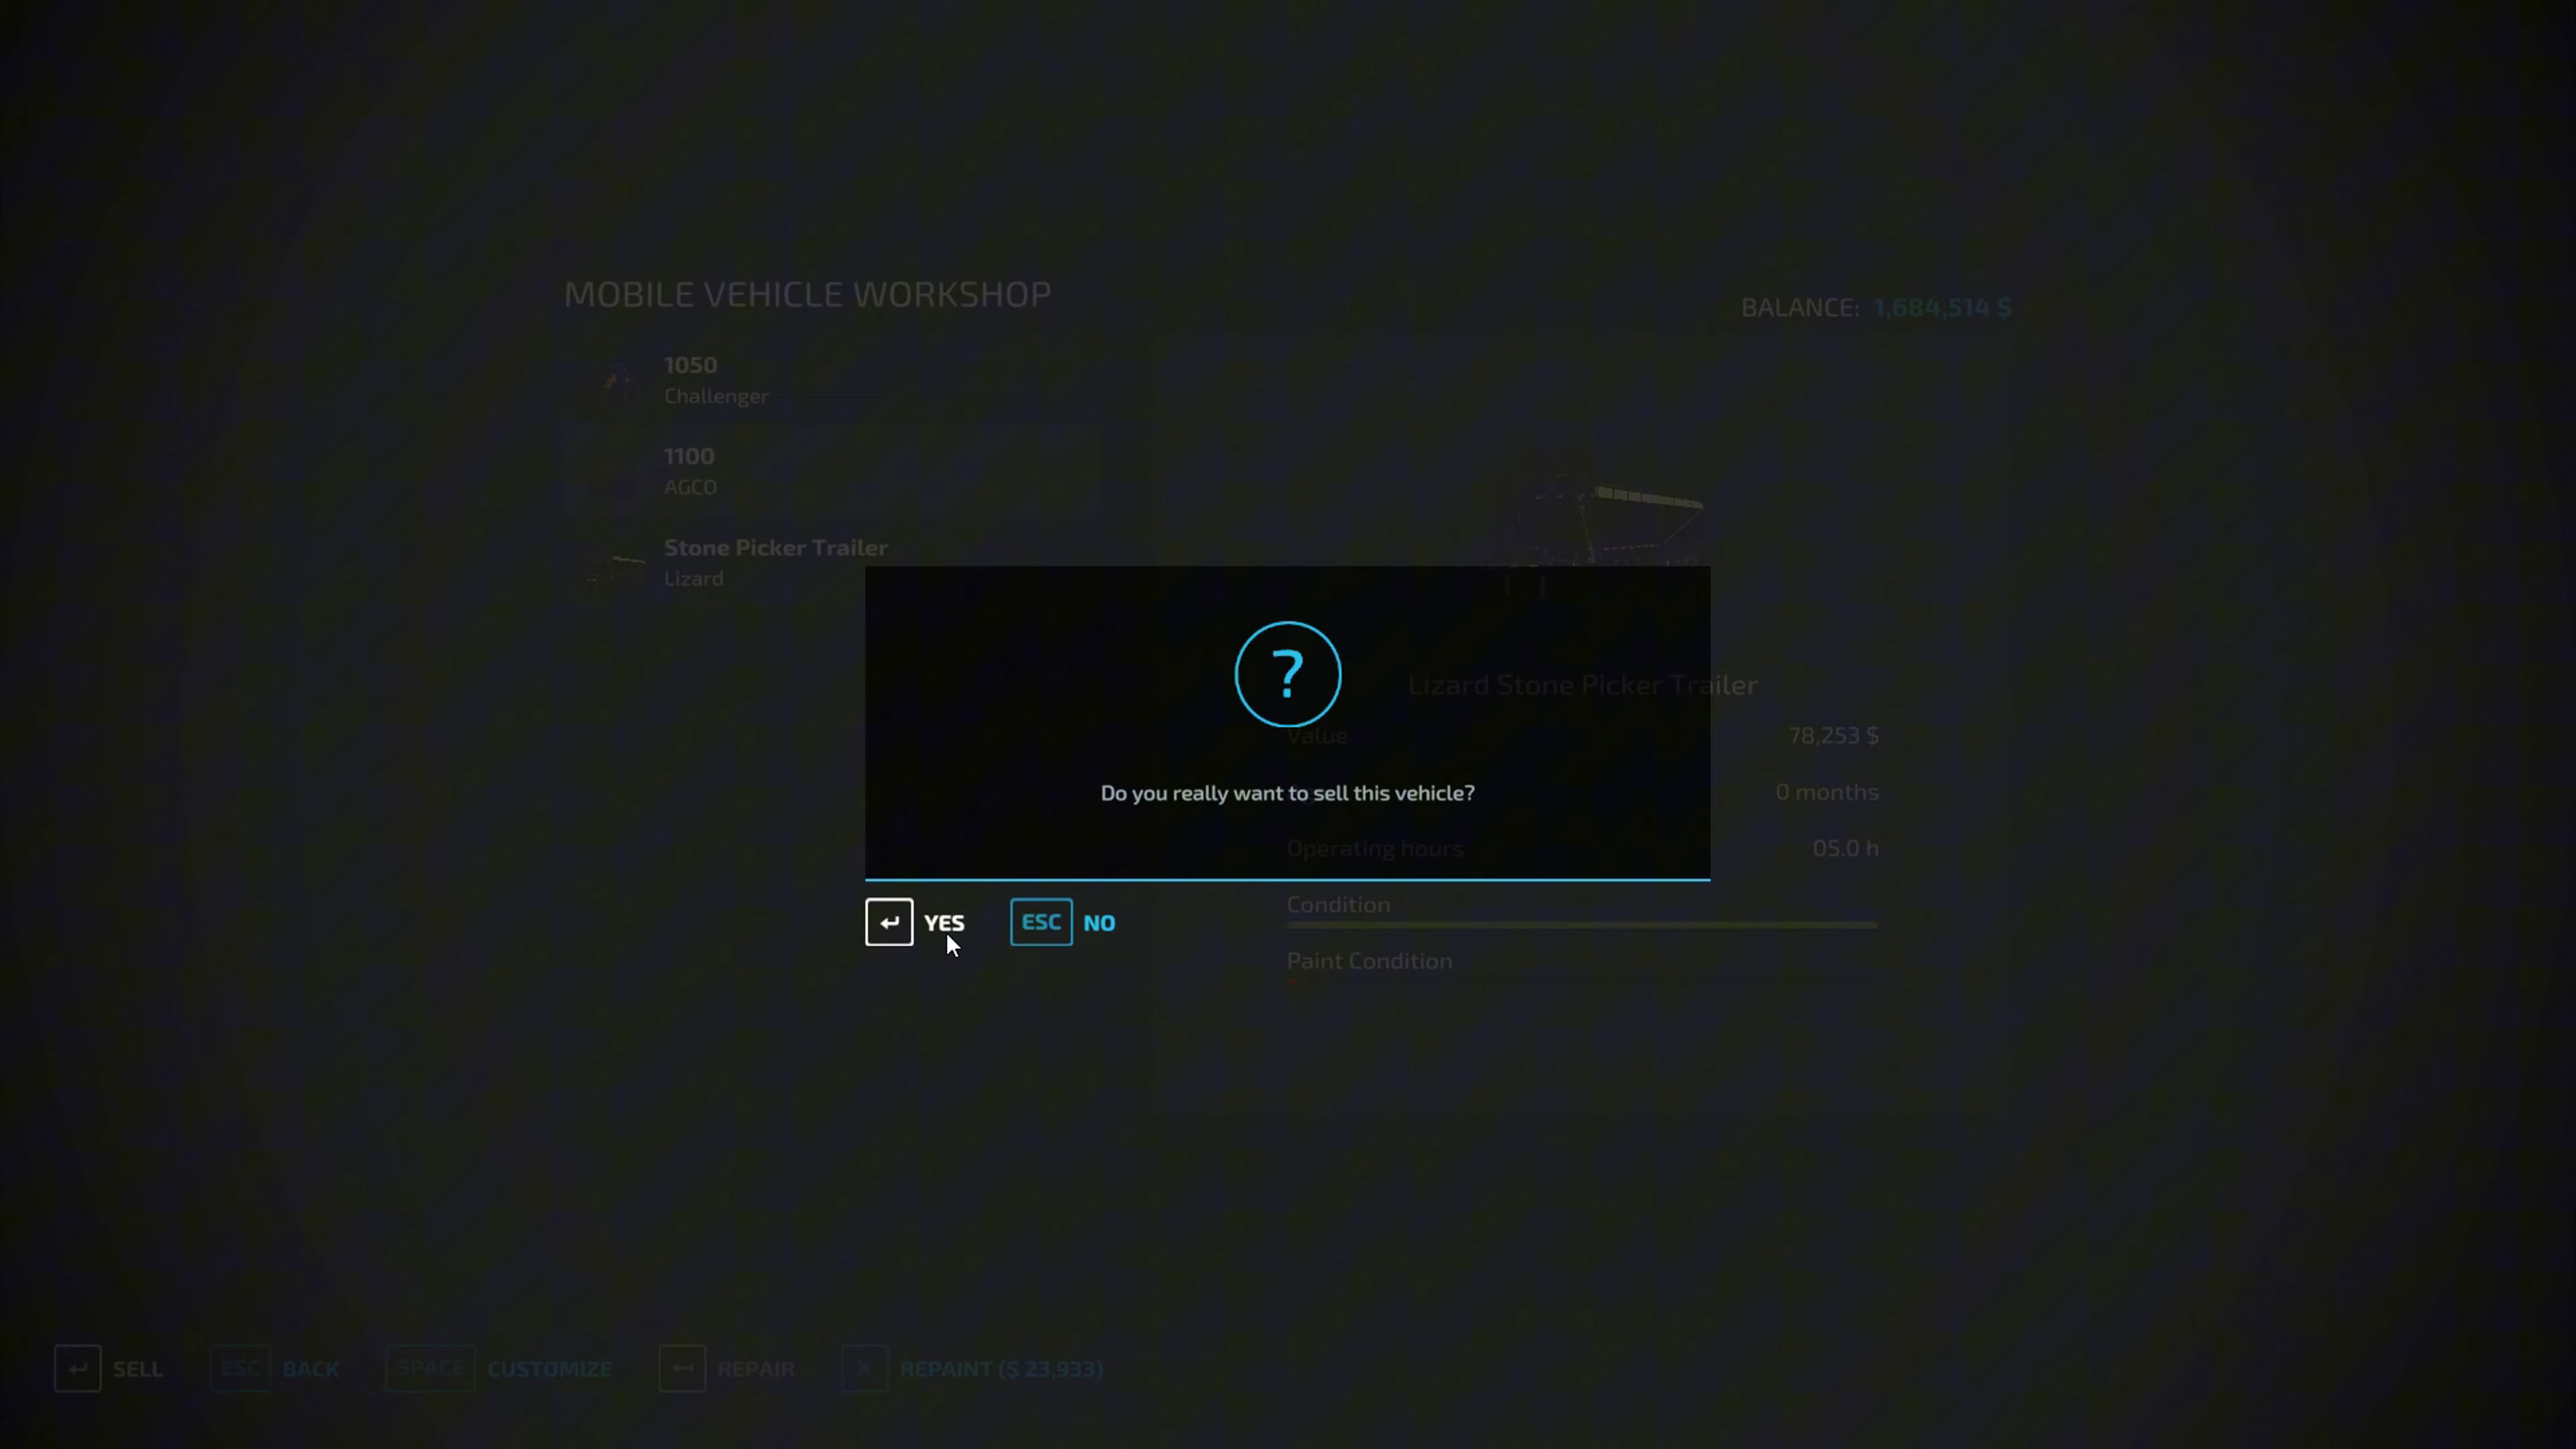 MOBILE VEHICLE WORKSHOP
BALANCE: 1,684,514 $
1050
Challenger
1100
AGCO
Stone Picker Trailer
Lizard
?
Lizard Stone Picker Trailer
Value 78,253 $
Do you really want to sell this vehicle?
0 months
Operating hours 05.0 h
YES
ESC NO
Condition
Paint Condition
SELL
ESC BACK
SPACE CUSTOMIZE
REPAIR
X REPAINT ($ 23,933)